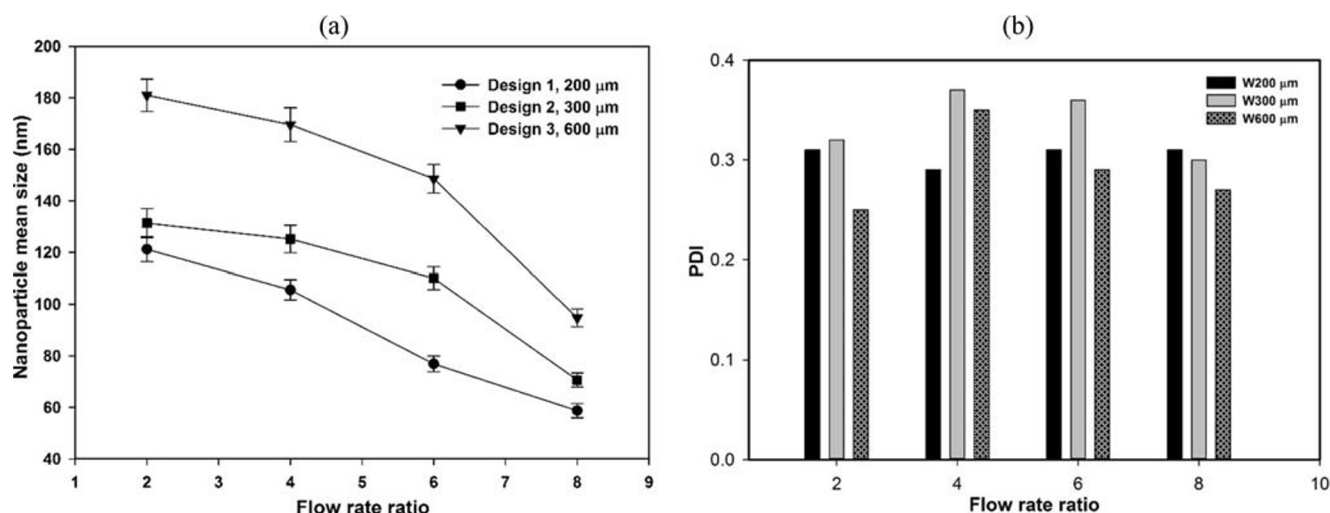 (a)
200
180
160
140
120
100
80
60
40
Nanoparticle mean size (nm)
Design 1, 200 μm
Design 2, 300 μm
Design 3, 600 μm
1 2 3 4 5 6 7 8 9
Flow rate ratio
(b)
0.4
0.3
0.2
0.1
0.0
PDI
W200 μm
W300 μm
W600 μm
2 4 6 8 10
Flow rate ratio